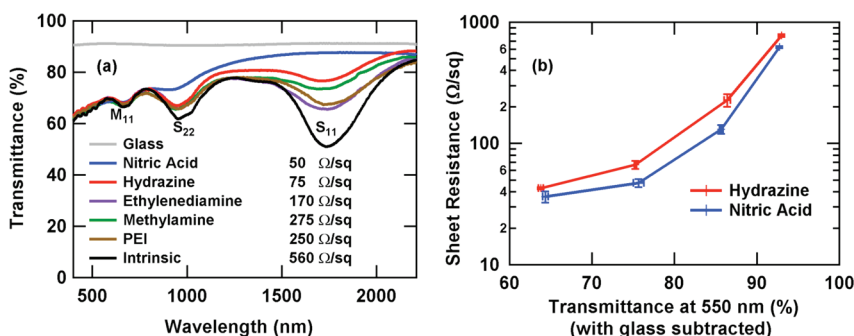 100
80
60
40
20
0
Transmittance (%)
(a)
M11
S22
S11
Glass
Nitric Acid 50 Ω/sq
Hydrazine 75 Ω/sq
Ethylenediamine 170 Ω/sq
Methylamine 275 Ω/sq
PEI 250 Ω/sq
Intrinsic 560 Ω/sq
500 1000 1500 2000
Wavelength (nm)
1000
8
6
4
2
100
8
6
4
2
10
Sheet Resistance (Ω/sq)
(b)
Hydrazine
Nitric Acid
60 70 80 90 100
Transmittance at 550 nm (%)
(with glass subtracted)